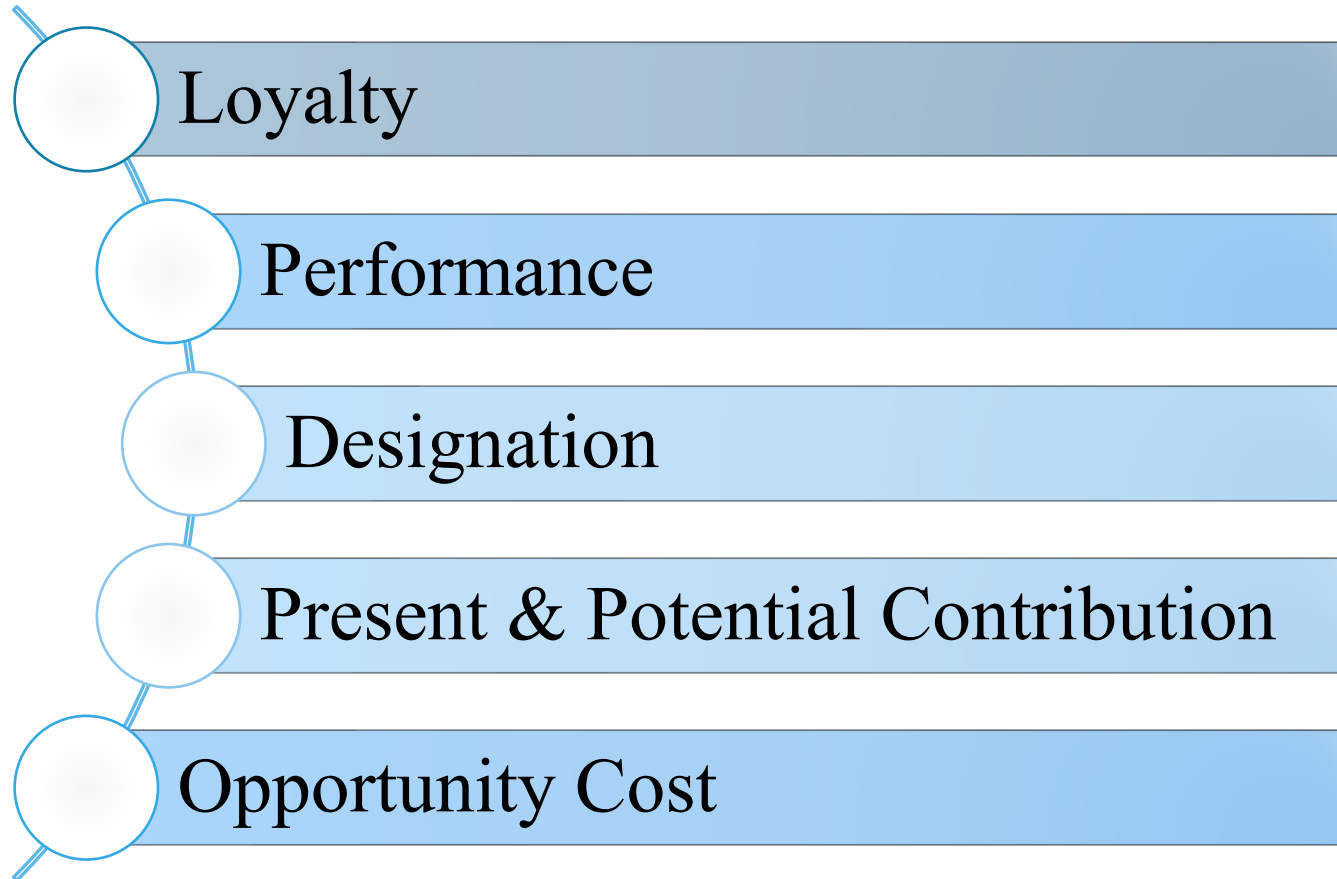 Loyalty
Performance
Designation
Present & Potential Contribution
Opportunity Cost